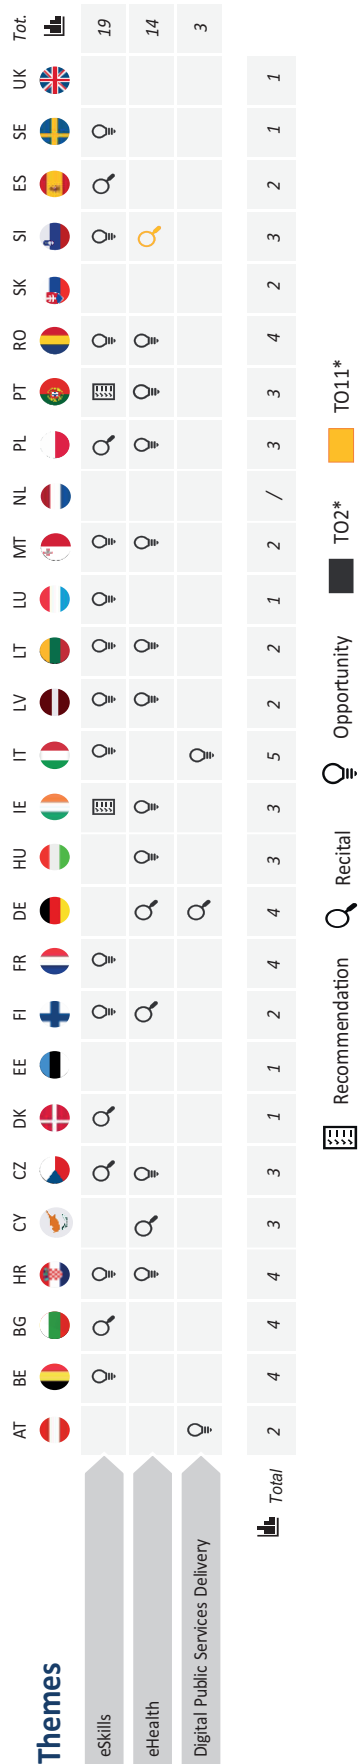 Themes AT BE BG HR CY CZ DK EE FI FR DE HU IE IT LV LT LU MT NL PL PT RO SK SI ES SE UK Tot.
eSkills 19
eHealth 14
Digital Public Services Delivery 3
Total 2 4 4 4 3 3 1 1 2 4 4 3 3 5 2 2 1 2 / 3 3 4 2 3 2 1 1
Recommendation Recital Opportunity TO2* TO11*